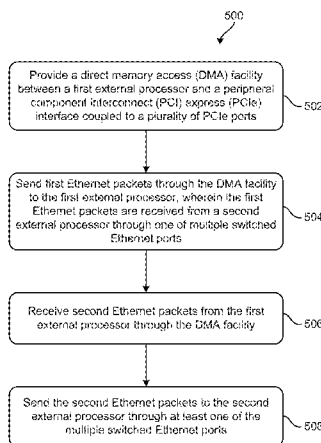 500
Provide a direct memory access (DMA) facility
between a first external processor and a peripheral
component interconnect (PCI) express (PCIe)
interface coupled to a plurality of PCIe ports
502
Send first Ethernet packets through the DMA facility
to the first external processor, wherein the first
Ethernet packets are received from a second
external processor through one of multiple switched
Ethernet ports
504
Receive second Ethernet packets from the first
external processor through the DMA facility
506
Send the second Ethernet packets to the second
external processor through at least one of the
multiple switched Ethernet ports
508